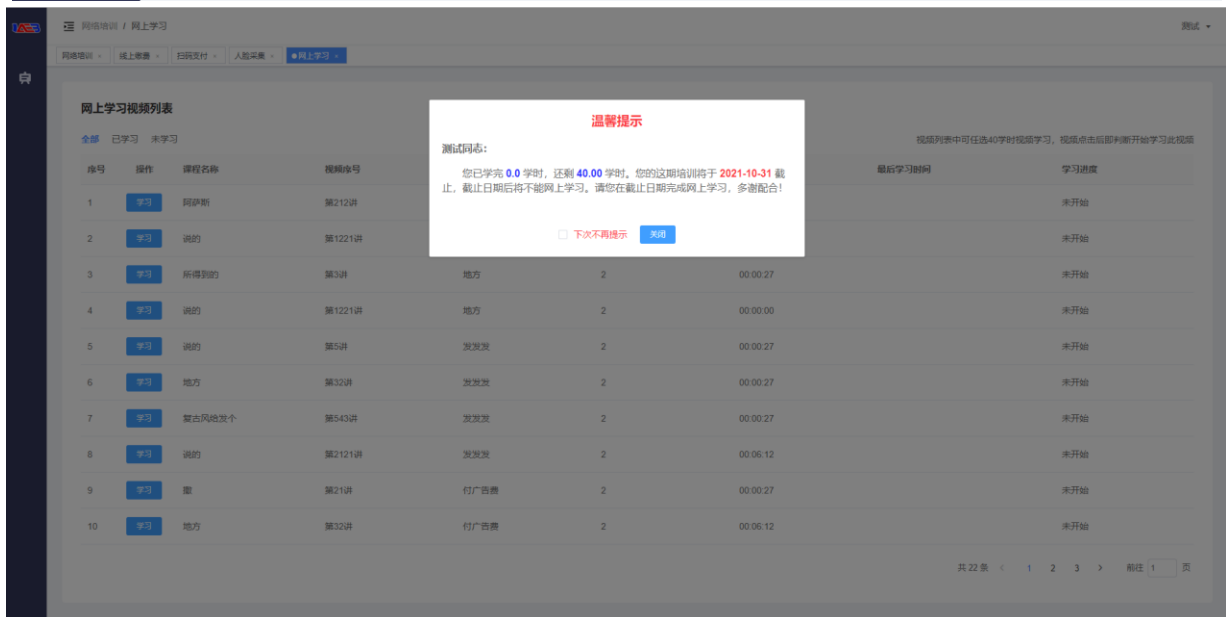 网络培训 / 网上学习
测试
网络培训 × 线上缴费 × 扫码支付 × 人脸采集 × 网上学习 ×
网上学习视频列表
全部 已学习 未学习
视频列表中可任选40学时视频学习，视频点击后即判断开始学习此视频
温馨提示
测试同志：
您已学完 0.0 学时，还剩 40.00 学时。您的这期培训将于 2021-10-31 截
止，截止日期后将不能网上学习。请您在截止日期完成网上学习，多谢配合！
下次不再提示 关闭
序号 操作 课程名称 视频序号 最后学习时间 学习进度
1 学习 阿萨斯 第212讲 未开始
2 学习 说的 第1221讲 未开始
3 学习 所得到的 第3讲 地方 2 00:00:27 未开始
4 学习 说的 第1221讲 地方 2 00:00:00 未开始
5 学习 说的 第5讲 发发发 2 00:00:27 未开始
6 学习 地方 第32讲 发发发 2 00:00:27 未开始
7 学习 复古风给发个 第543讲 发发发 2 00:00:27 未开始
8 学习 说的 第2121讲 发发发 2 00:06:12 未开始
9 学习 第21讲 付广告费 2 00:00:27 未开始
10 学习 地方 第32讲 付广告费 2 00:06:12 未开始
共 22 条 < 1 2 3 > 前往 1 页